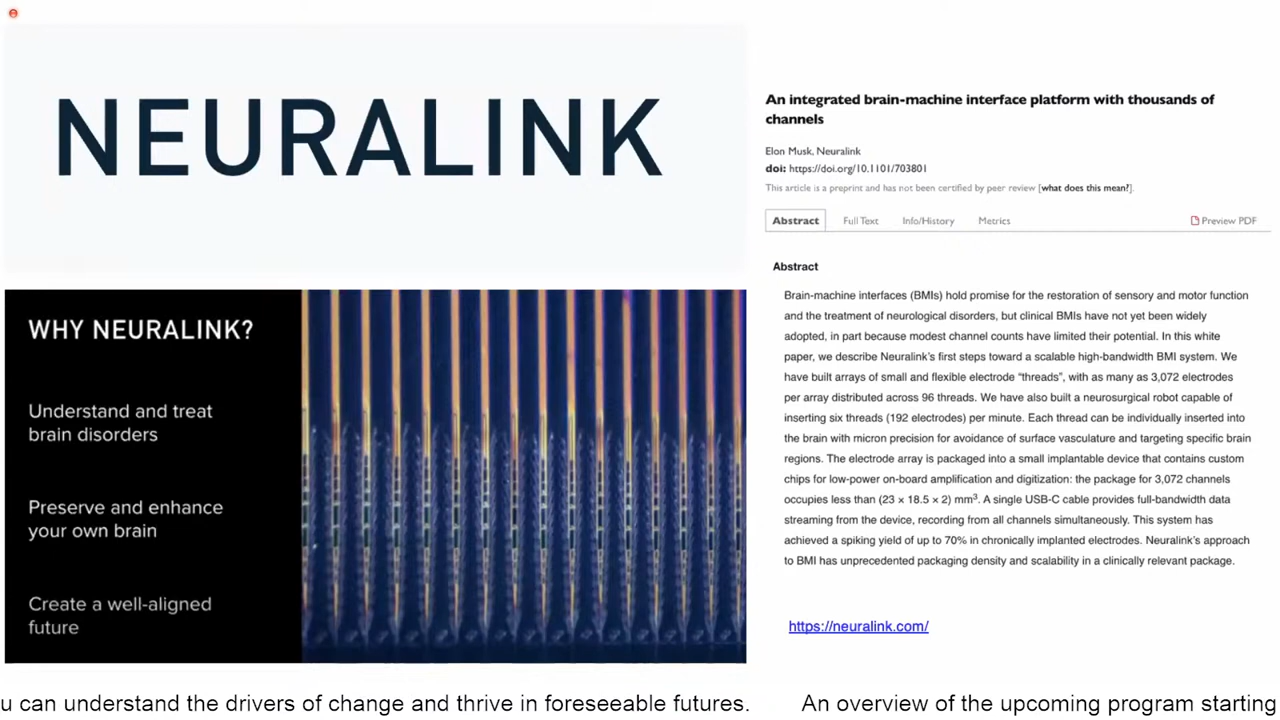 NEURALINK
WHY NEURALINK?
Understand and treat
brain disorders
Preserve and enhance
your own brain
Create a well-aligned
future
An integrated brain-machine interface platform with thousands of
channels
Elon Musk, Neuralink
doi: https://doi.org/10.1101/703801
This article is a preprint and has not been certified by peer review [what does this mean?].
Abstract Full Text Info/History Metrics Preview PDF
Abstract
Brain-machine interfaces (BMIs) hold promise for the restoration of sensory and motor function
and the treatment of neurological disorders, but clinical BMIs have not yet been widely
adopted, in part because modest channel counts have limited their potential. In this white
paper, we describe Neuralink's first steps toward a scalable high-bandwidth BMI system. We
have built arrays of small and flexible electrode “threads”, with as many as 3,072 electrodes
per array distributed across 96 threads. We have also built a neurosurgical robot capable of
inserting six threads (192 electrodes) per minute. Each thread can be individually inserted into
the brain with micron precision for avoidance of surface vasculature and targeting specific brain
regions. The electrode array is packaged into a small implantable device that contains custom
chips for low-power on-board amplification and digitization: the package for 3,072 channels
occupies less than (23 × 18.5 × 2) mm³. A single USB-C cable provides full-bandwidth data
streaming from the device, recording from all channels simultaneously. This system has
achieved a spiking yield of up to 70% in chronically implanted electrodes. Neuralink's approach
to BMI has unprecedented packaging density and scalability in a clinically relevant package.
https://neuralink.com/
u can understand the drivers of change and thrive in foreseeable futures. An overview of the upcoming program starting